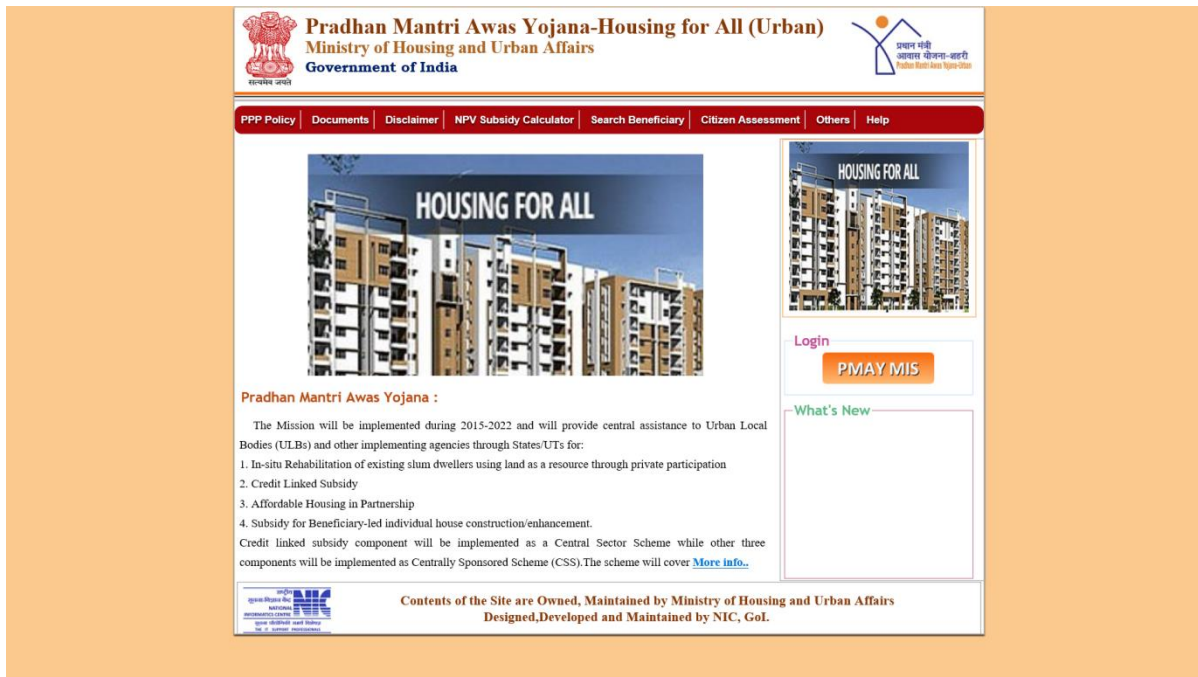 Pradhan Mantri Awas Yojana-Housing for All (Urban)
Ministry of Housing and Urban Affairs
Government of India
सत्यमेव जयते
प्रधान मंत्री
आवास योजना-शहरी
Pradhan Mantri Awas Yojana-Urban
PPP Policy
Documents
Disclaimer
NPV Subsidy Calculator
Search Beneficiary
Citizen Assessment
Others
Help
HOUSING FOR ALL
HOUSING FOR ALL
Login
PMAY MIS
What's New
Pradhan Mantri Awas Yojana :
The Mission will be implemented during 2015-2022 and will provide central assistance to Urban Local
Bodies (ULBs) and other implementing agencies through States/UTs for:
1. In-situ Rehabilitation of existing slum dwellers using land as a resource through private participation
2. Credit Linked Subsidy
3. Affordable Housing in Partnership
4. Subsidy for Beneficiary-led individual house construction/enhancement.
Credit linked subsidy component will be implemented as a Central Sector Scheme while other three
components will be implemented as Centrally Sponsored Scheme (CSS).The scheme will cover More info..
राष्ट्रीय
सूचना विज्ञान केंद्र
NATIONAL
INFORMATICS CENTRE
NIC
THE IT SUPPORT PROFESSIONALS
Contents of the Site are Owned, Maintained by Ministry of Housing and Urban Affairs
Designed,Developed and Maintained by NIC, GoI.